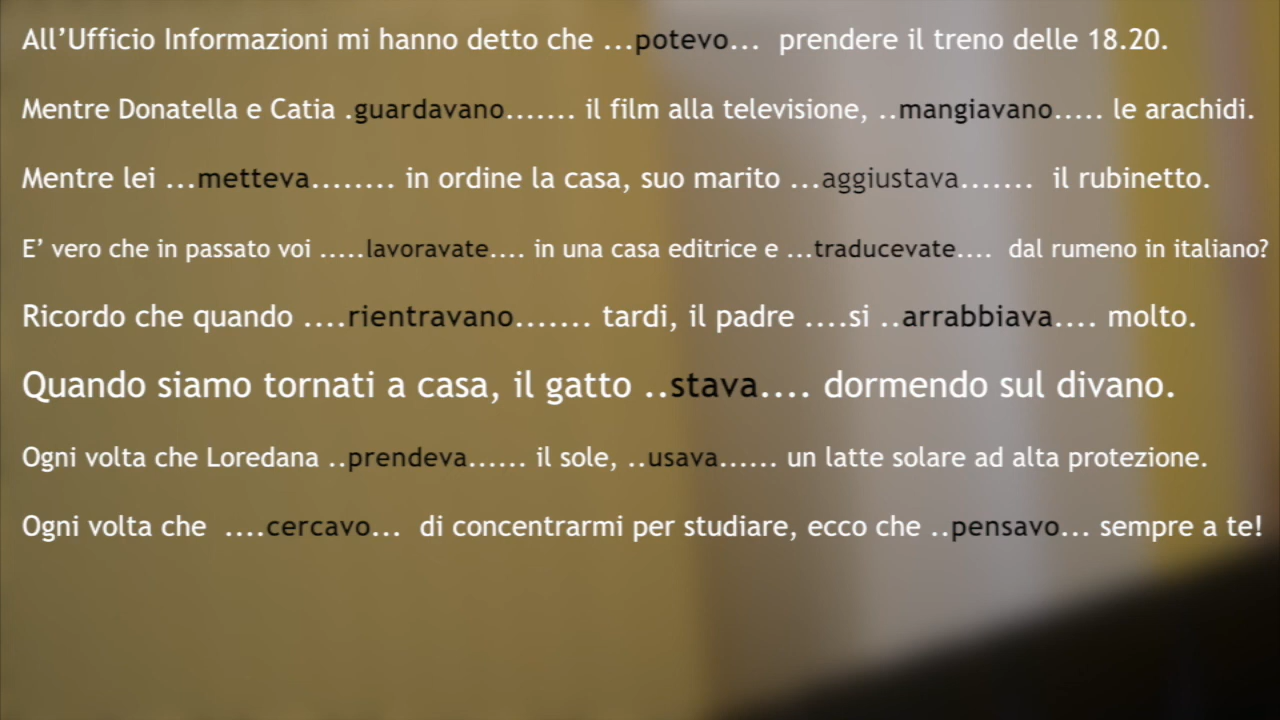 All’Ufficio Informazioni mi hanno detto che ...potevo... prendere il treno delle 18.20.
Mentre Donatella e Catia .guardavano....... il film alla televisione, ..mangiavano..... le arachidi.
Mentre lei ...metteva........ in ordine la casa, suo marito ...aggiustava....... il rubinetto.
E’ vero che in passato voi .....lavoravate.... in una casa editrice e ...traducevate.... dal rumeno in italiano?
Ricordo che quando ....rientravano....... tardi, il padre ....si ..arrabbiava.... molto.
Quando siamo tornati a casa, il gatto ..stava.... dormendo sul divano.
Ogni volta che Loredana ..prendeva...... il sole, ..usava...... un latte solare ad alta protezione.
Ogni volta che ....cercavo... di concentrarmi per studiare, ecco che ..pensavo... sempre a te!